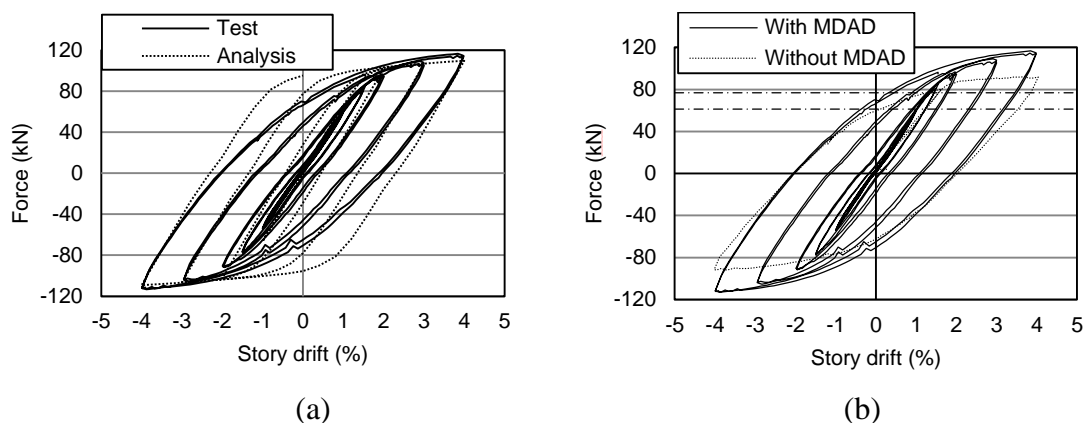 Test
Analysis
120
80
40
0
-40
-80
-120
Force (kN)
-5 -4 -3 -2 -1 0 1 2 3 4 5
Story drift (%)
(a)
With MDAD
Without MDAD
120
80
40
0
-40
-80
-120
Force (kN)
-5 -4 -3 -2 -1 0 1 2 3 4 5
Story drift (%)
(b)